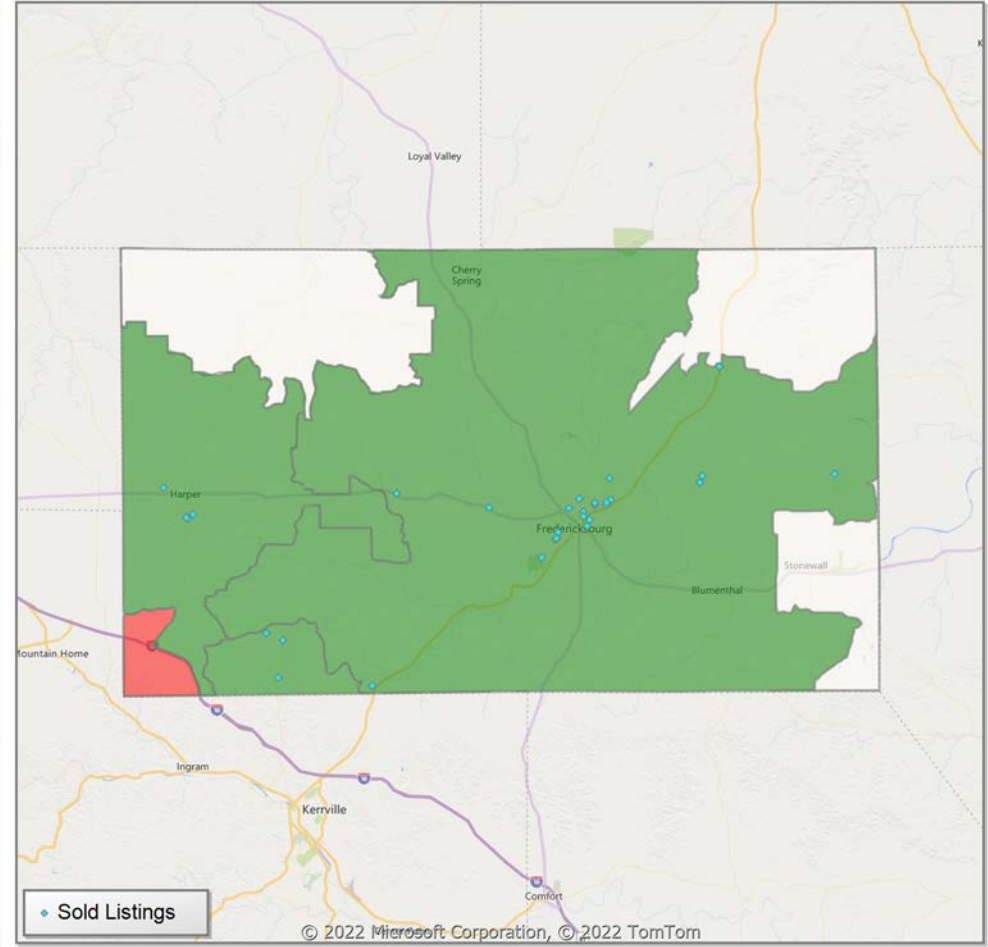 K
Loyal Valley
Cherry
Spring
Harper
Fredericksburg
Stonewall
Blumenthal
Mountain Home
Ingram
Kerrville
Comfort
Sold Listings
© 2022 Microsoft Corporation, © 2022 TomTom